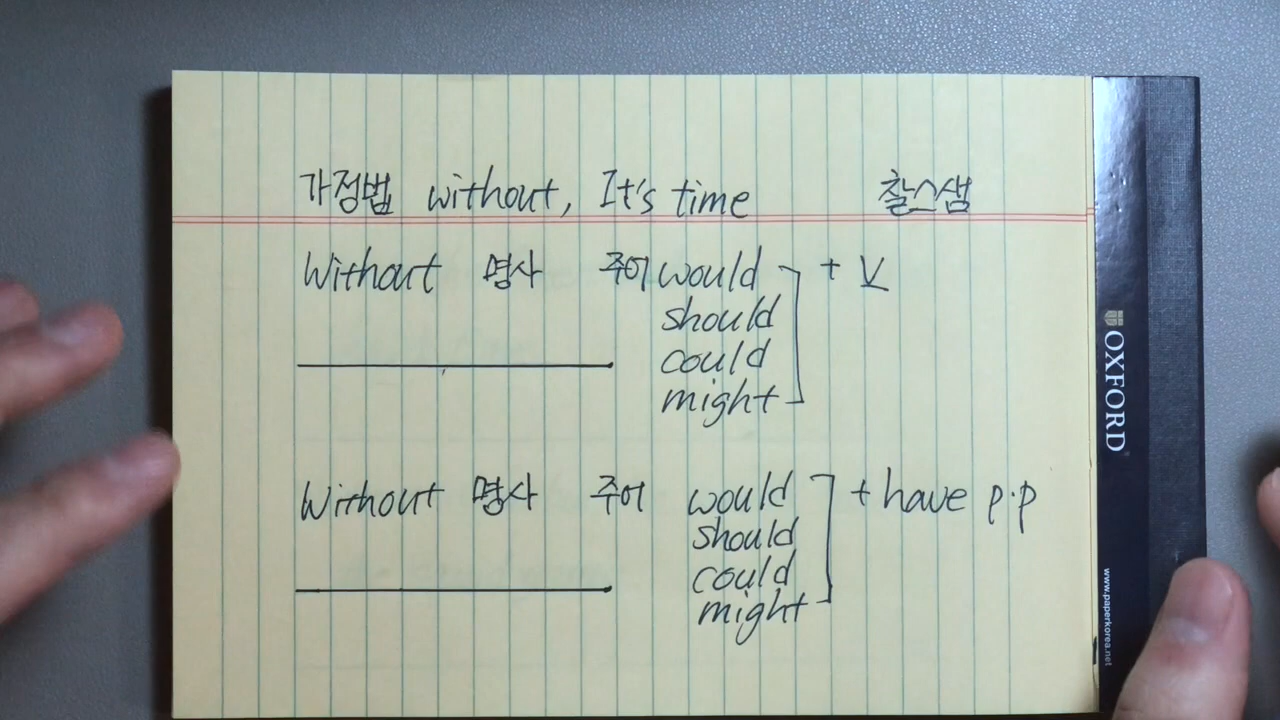 가정법 without, It's time 찰스샘
Without 명사 주어 would + V
should
could
might
Without 명사 주어 would + have p.p
should
could
might
OXFORD
www.paperkorea.net